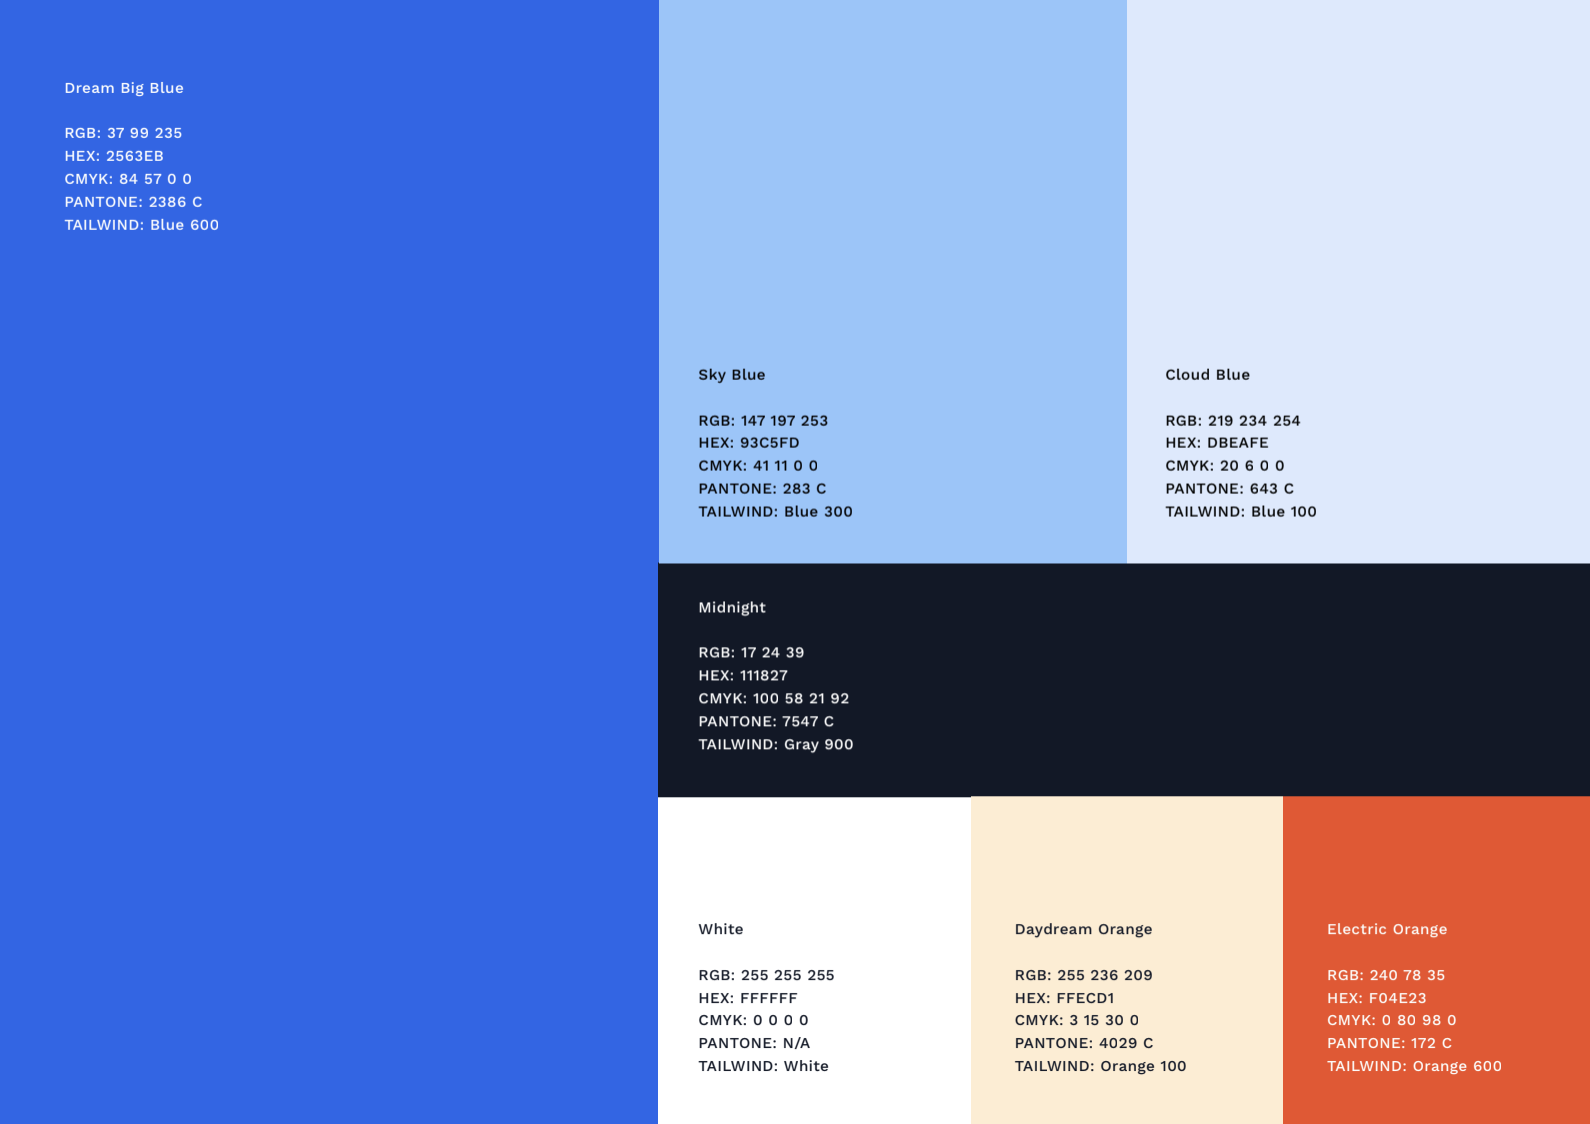 Dream Big Blue
RGB: 37 99 235
HEX: 2563EB
CMYK: 84 57 0 0
PANTONE: 2386 C
TAILWIND: Blue 600
Sky Blue
RGB: 147 197 253
HEX: 93C5FD
CMYK: 41 11 0 0
PANTONE: 283 C
TAILWIND: Blue 300
Cloud Blue
RGB: 219 234 254
HEX: DBEAFE
CMYK: 20 6 0 0
PANTONE: 643 C
TAILWIND: Blue 100
Midnight
RGB: 17 24 39
HEX: 111827
CMYK: 100 58 21 92
PANTONE: 7547 C
TAILWIND: Gray 900
White
RGB: 255 255 255
HEX: FFFFFF
CMYK: 0 0 0 0
PANTONE: N/A
TAILWIND: White
Daydream Orange
RGB: 255 236 209
HEX: FFECD1
CMYK: 3 15 30 0
PANTONE: 4029 C
TAILWIND: Orange 100
Electric Orange
RGB: 240 78 35
HEX: F04E23
CMYK: 0 80 98 0
PANTONE: 172 C
TAILWIND: Orange 600